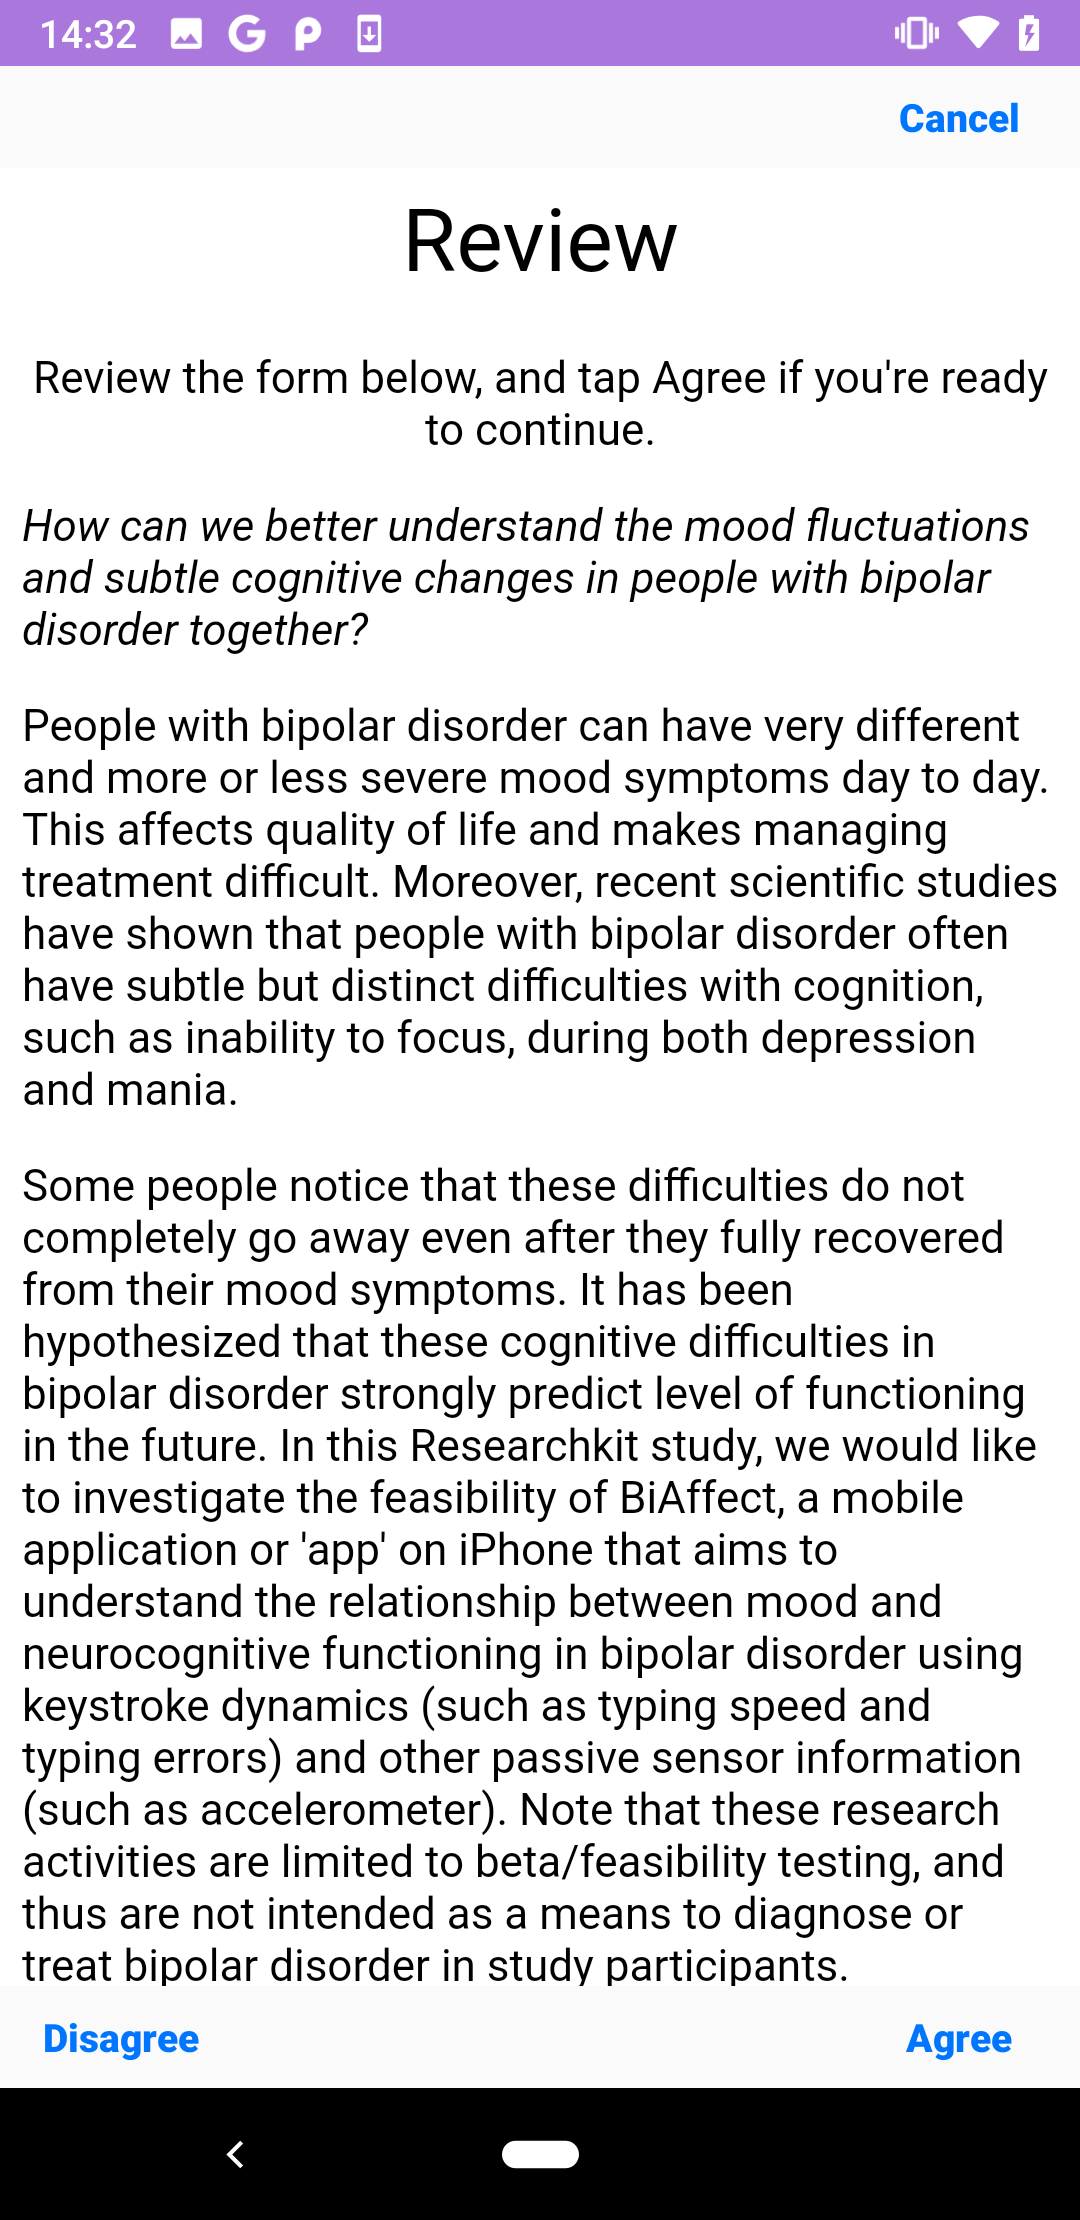 14:32
Cancel
Review
Review the form below, and tap Agree if you're ready
to continue.
How can we better understand the mood fluctuations
and subtle cognitive changes in people with bipolar
disorder together?
People with bipolar disorder can have very different
and more or less severe mood symptoms day to day.
This affects quality of life and makes managing
treatment difficult. Moreover, recent scientific studies
have shown that people with bipolar disorder often
have subtle but distinct difficulties with cognition,
such as inability to focus, during both depression
and mania.
Some people notice that these difficulties do not
completely go away even after they fully recovered
from their mood symptoms. It has been
hypothesized that these cognitive difficulties in
bipolar disorder strongly predict level of functioning
in the future. In this Researchkit study, we would like
to investigate the feasibility of BiAffect, a mobile
application or 'app' on iPhone that aims to
understand the relationship between mood and
neurocognitive functioning in bipolar disorder using
keystroke dynamics (such as typing speed and
typing errors) and other passive sensor information
(such as accelerometer). Note that these research
activities are limited to beta/feasibility testing, and
thus are not intended as a means to diagnose or
treat bipolar disorder in study participants.
Disagree
Agree